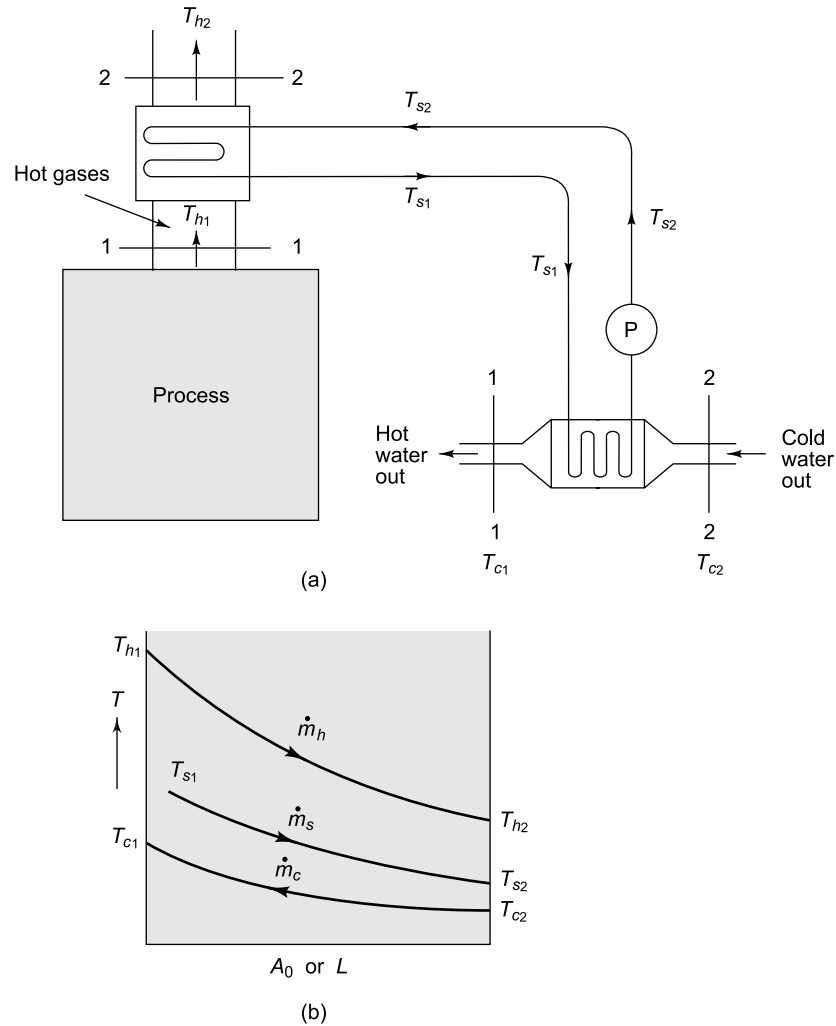 T_h2
2 2
T_s2
Hot gases
T_s1
T_h1
T_s2
1 1
T_s1
P
Process
1 2
Hot
water
out
Cold
water
out
1 2
T_c1 T_c2
(a)
T_h1
T
ṁ_h
T_s1
ṁ_s
T_h2
T_c1
ṁ_c
T_s2
T_c2
A_0 or L
(b)